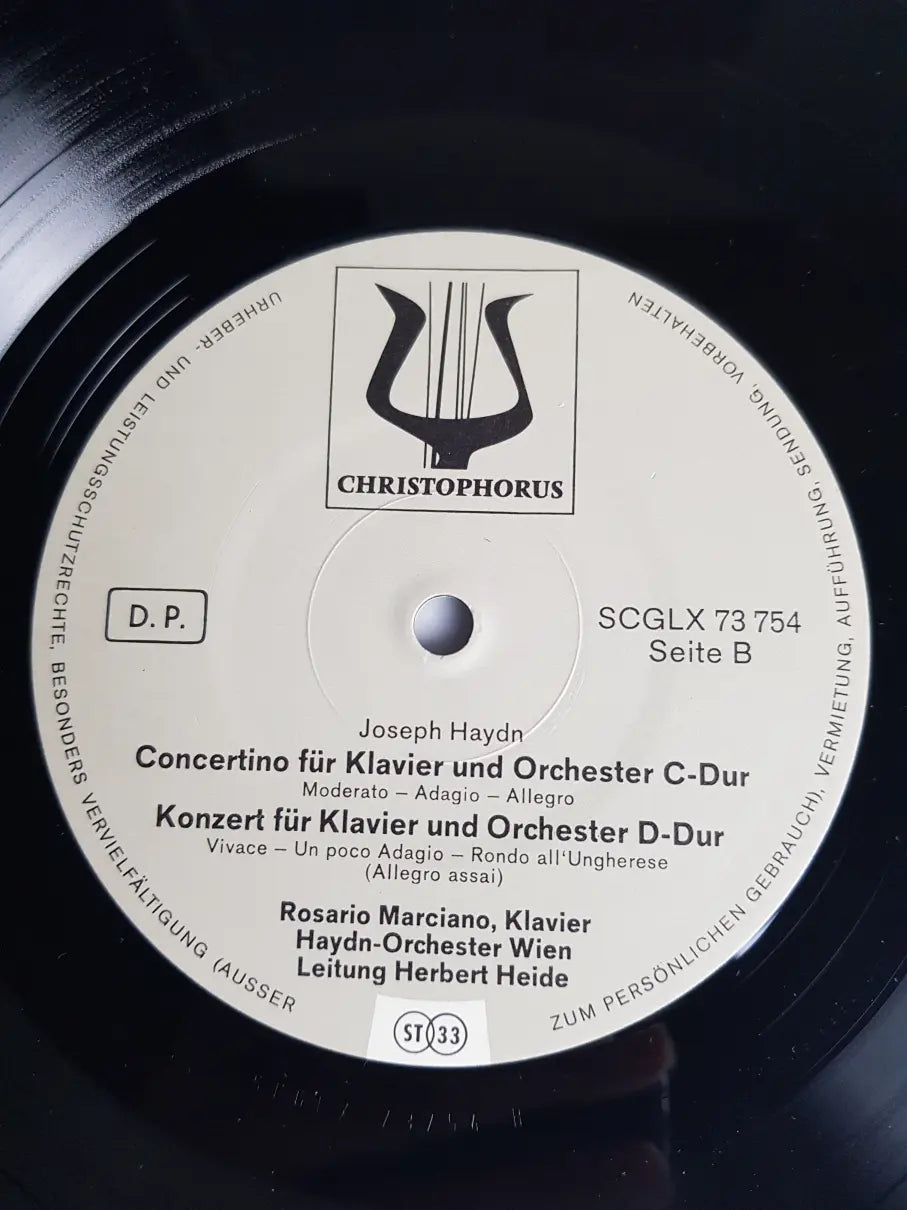 CHRISTOPHORUS
D. P.
SCGLX 73 754
Seite B
Joseph Haydn
Concertino für Klavier und Orchester C-Dur
Moderato – Adagio – Allegro
Konzert für Klavier und Orchester D-Dur
Vivace – Un poco Adagio – Rondo all'Ungherese
(Allegro assai)
Rosario Marciano, Klavier
Haydn-Orchester Wien
Leitung Herbert Heide
ST 33
URHEBER- UND LEISTUNGSSCHUTZRECHTE, BESONDERS VERVIELFÄLTIGUNG (AUSSER ZUM PERSÖNLICHEN GEBRAUCH), VERMIETUNG, AUFFÜHRUNG, SENDUNG, VORBEHALTEN